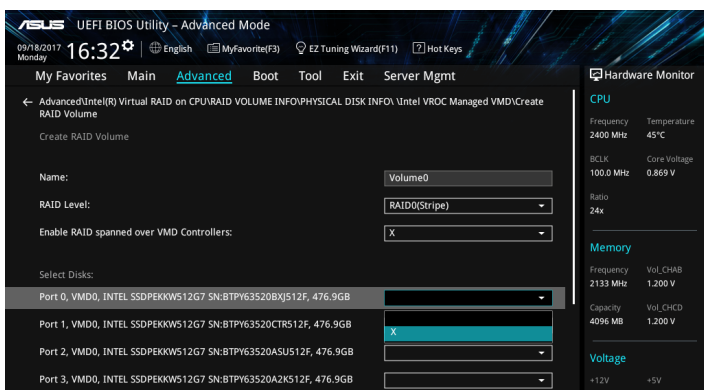 ASUS UEFI BIOS Utility – Advanced Mode
09/18/2017 Monday 16:32 English MyFavorite(F3) EZ Tuning Wizard(F11) ? Hot Keys
My Favorites Main Advanced Boot Tool Exit Server Mgmt
Advanced\Intel(R) Virtual RAID on CPU\RAID VOLUME INFO\PHYSICAL DISK INFO\ \Intel VROC Managed VMD\Create
RAID Volume
Create RAID Volume
Name: Volume0
RAID Level: RAID0(Stripe)
Enable RAID spanned over VMD Controllers: X
Select Disks:
Port 0, VMD0, INTEL SSDPEKKW512G7 SN:BTPY63520BXJ512F, 476.9GB
Port 1, VMD0, INTEL SSDPEKKW512G7 SN:BTPY63520CTR512F, 476.9GB
X
Port 2, VMD0, INTEL SSDPEKKW512G7 SN:BTPY63520ASU512F, 476.9GB
Port 3, VMD0, INTEL SSDPEKKW512G7 SN:BTPY63520A2K512F, 476.9GB
Hardware Monitor
CPU
Frequency Temperature
2400 MHz 45°C
BCLK Core Voltage
100.0 MHz 0.869 V
Ratio
24x
Memory
Frequency Vol_CHAB
2133 MHz 1.200 V
Capacity Vol_CHCD
4096 MB 1.200 V
Voltage
+12V +5V